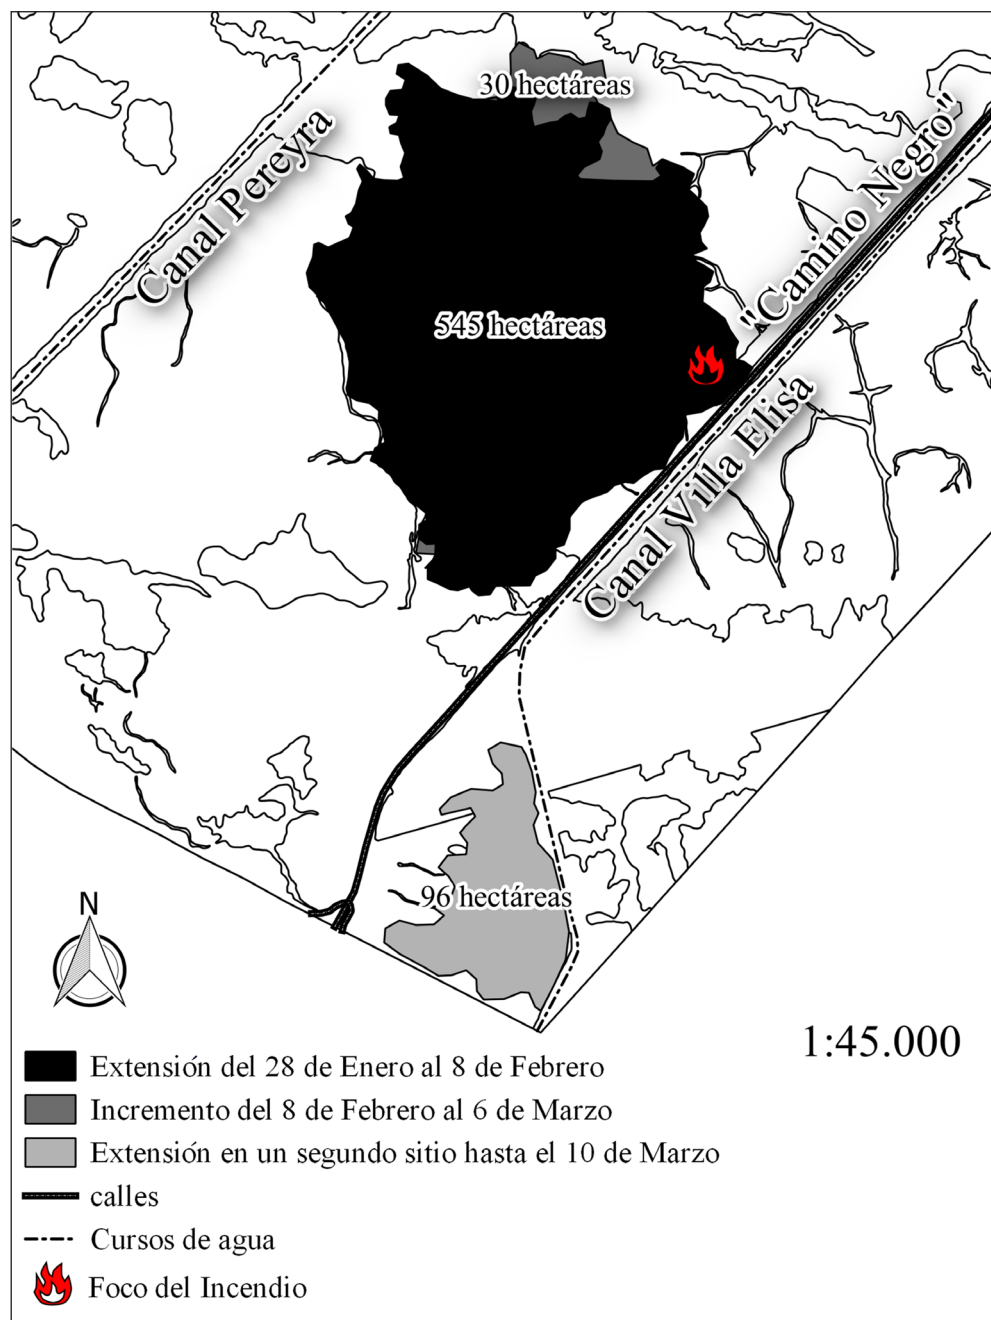 30 hectáreas
Canal Pereyra
"Camino Negro"
545 hectáreas
Canal Villa Elisa
96 hectáreas
N
1:45.000
Extensión del 28 de Enero al 8 de Febrero
Incremento del 8 de Febrero al 6 de Marzo
Extensión en un segundo sitio hasta el 10 de Marzo
calles
Cursos de agua
Foco del Incendio